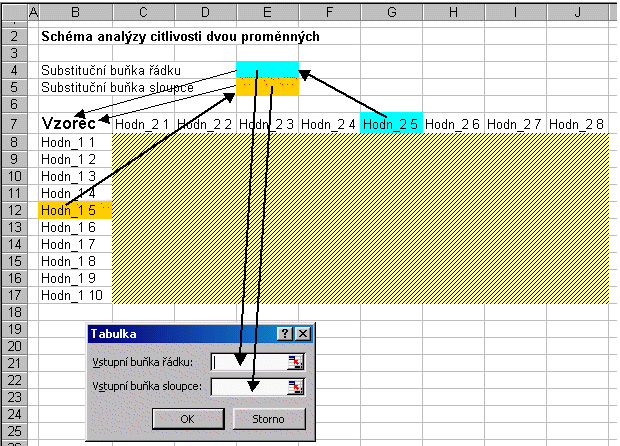 A B C D E F G H I J
1
2 Schéma analýzy citlivosti dvou proměnných
3
4 Substituční buňka řádku
5 Substituční buňka sloupce
6
7 Vzorec Hodn_2 1 Hodn_2 2 Hodn_2 3 Hodn_2 4 Hodn_2 5 Hodn_2 6 Hodn_2 7 Hodn_2 8
8 Hodn_1 1
9 Hodn_1 2
10 Hodn_1 3
11 Hodn_1 4
12 Hodn_1 5
13 Hodn_1 6
14 Hodn_1 7
15 Hodn_1 8
16 Hodn_1 9
17 Hodn_1 10
18
19
20
21
22
23
24
25
Tabulka
Vstupní buňka řádku:
Vstupní buňka sloupce:
OK Storno